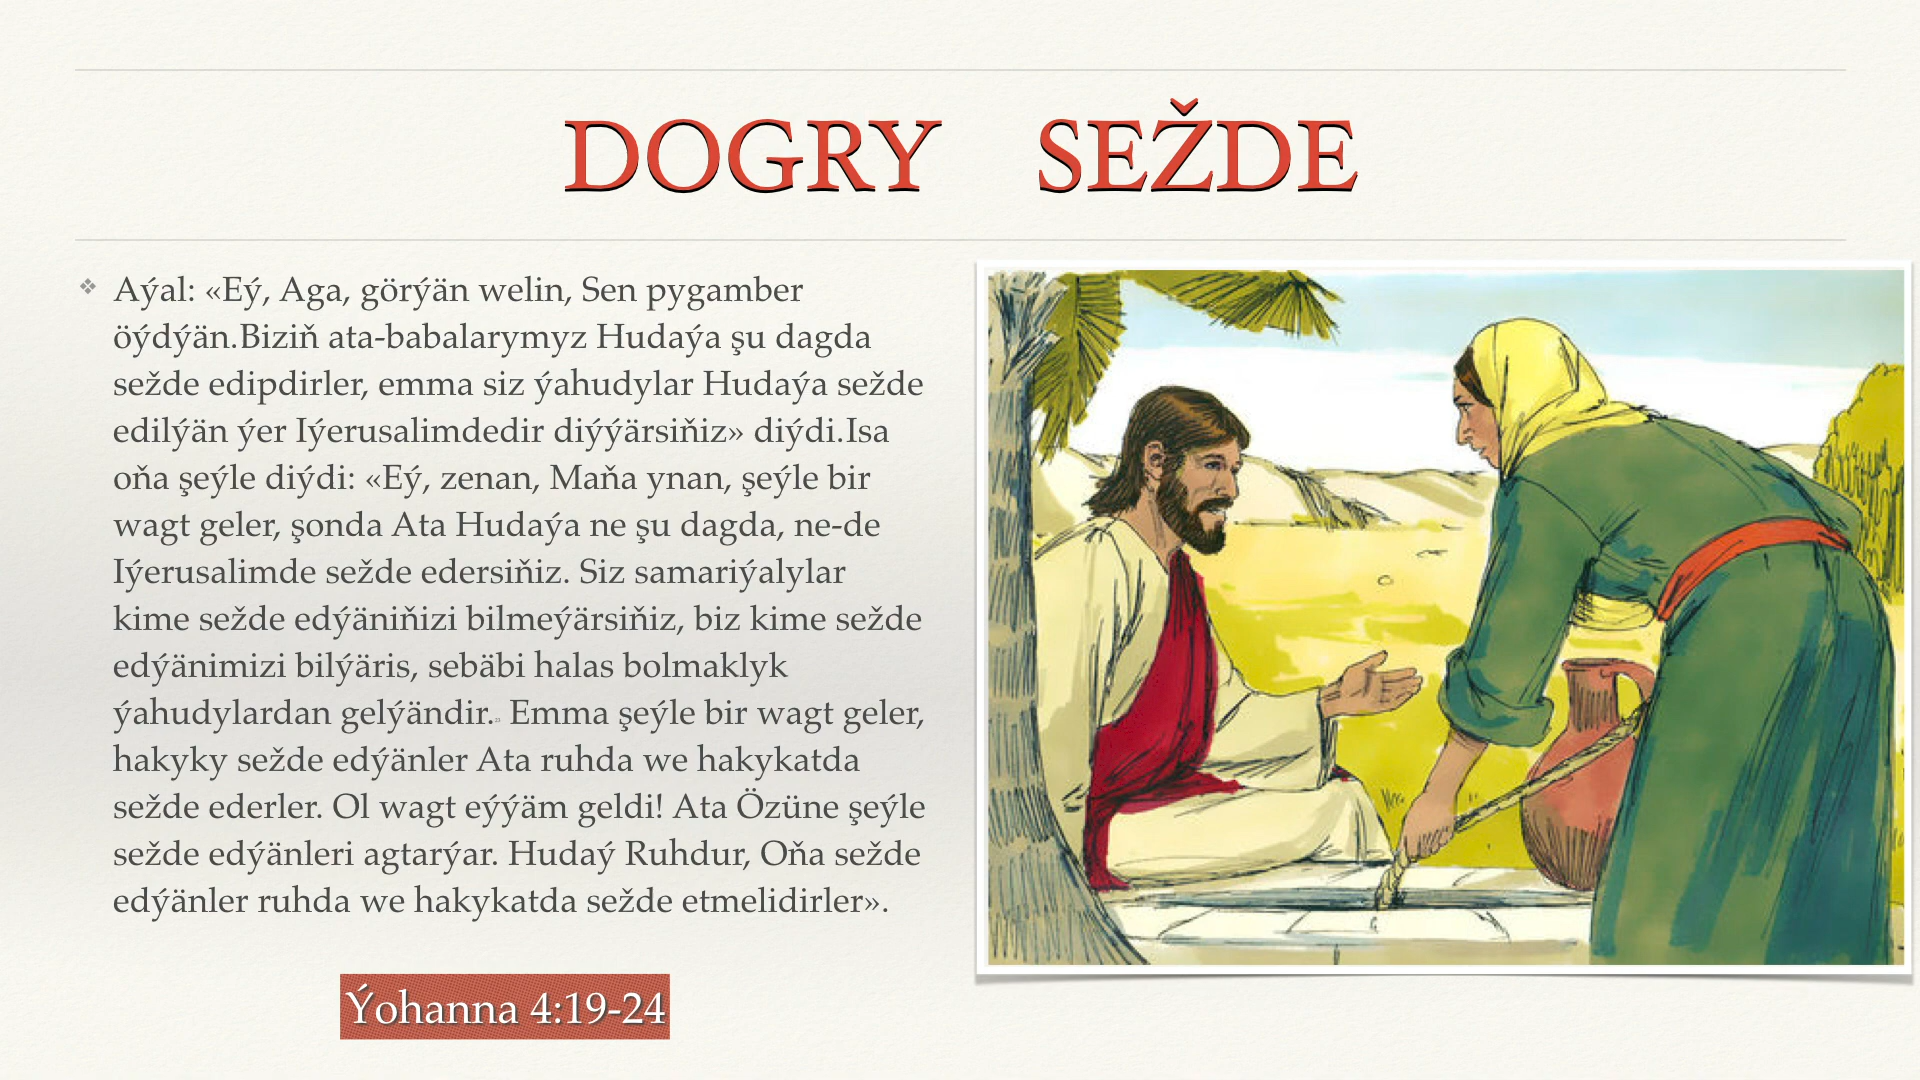 DOGRY SEŽDE
❖ Aýal: «Eý, Aga, görýän welin, Sen pygamber
öýdýän.Biziň ata-babalarymyz Hudaýa şu dagda
sežde edipdirler, emma siz ýahudylar Hudaýa sežde
edilýän ýer Iýerusalimdedir diýýärsiňiz» diýdi.Isa
oňa şeýle diýdi: «Eý, zenan, Maňa ynan, şeýle bir
wagt geler, şonda Ata Hudaýa ne şu dagda, ne-de
Iýerusalimde sežde edersiňiz. Siz samariýalylar
kime sežde edýäniňizi bilmeýärsiňiz, biz kime sežde
edýänimizi bilýäris, sebäbi halas bolmaklyk
ýahudylardan gelýändir. Emma şeýle bir wagt geler,
hakyky sežde edýänler Ata ruhda we hakykatda
sežde ederler. Ol wagt eýýäm geldi! Ata Özüne şeýle
sežde edýänleri agtarýar. Hudaý Ruhdur, Oňa sežde
edýänler ruhda we hakykatda sežde etmelidirler».
Ýohanna 4:19-24